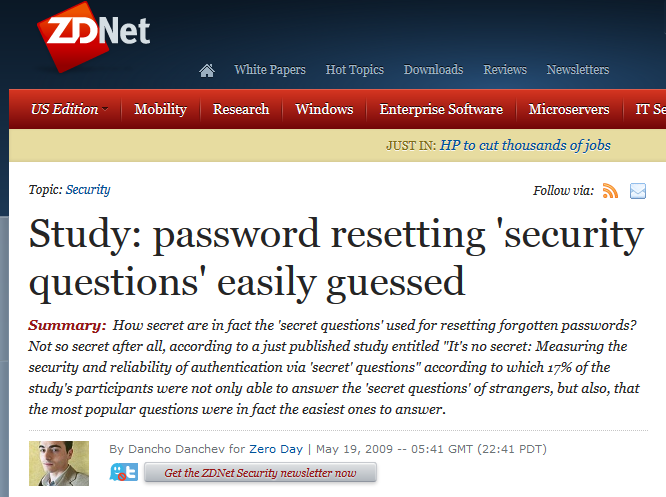 ZDNet
White Papers Hot Topics Downloads Reviews Newsletters
US Edition Mobility Research Windows Enterprise Software Microservers IT Se
JUST IN: HP to cut thousands of jobs
Topic: Security Follow via:
Study: password resetting 'security
questions' easily guessed
Summary: How secret are in fact the 'secret questions' used for resetting forgotten passwords?
Not so secret after all, according to a just published study entitled "It's no secret: Measuring the
security and reliability of authentication via 'secret' questions" according to which 17% of the
study's participants were not only able to answer the 'secret questions' of strangers, but also, that
the most popular questions were in fact the easiest ones to answer.
By Dancho Danchev for Zero Day | May 19, 2009 -- 05:41 GMT (22:41 PDT)
t Get the ZDNet Security newsletter now